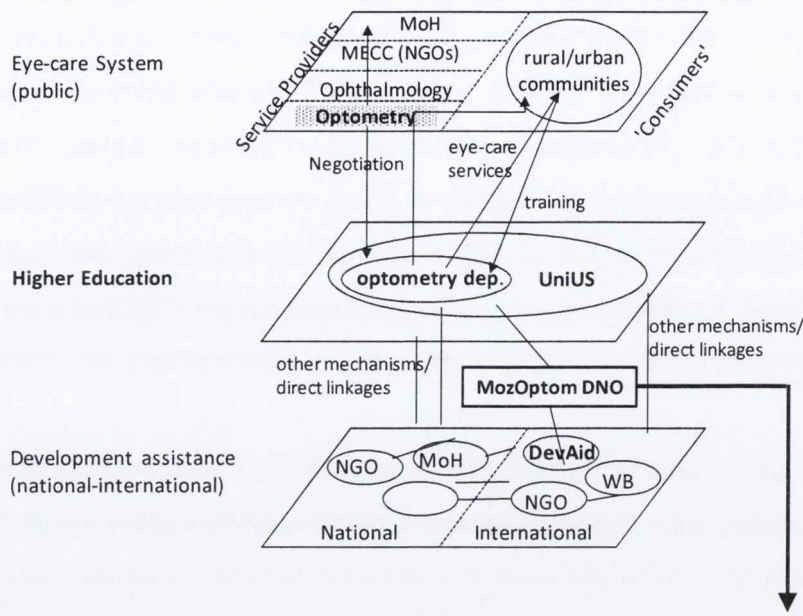 MoH
MECC (NGOs)
Ophthalmology
Optometry
Service Providers
rural/urban
communities
'Consumers'
Eye-care System
(public)
Negotiation
eye-care
services
training
Higher Education
optometry dep.
UniUS
other mechanisms/
direct linkages
other mechanisms/
direct linkages
MozOptom DNO
Development assistance
(national-international)
NGO
MoH
DevAid
WB
NGO
National
International